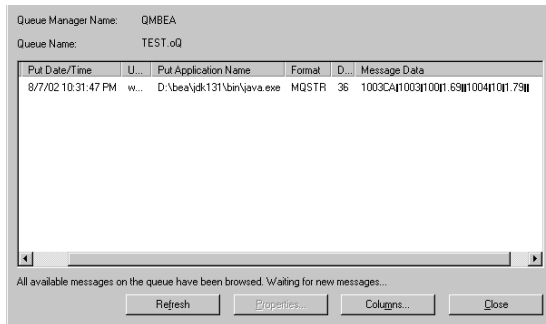 Queue Manager Name: QMBEA
Queue Name: TEST.oQ
Put Date/Time U... Put Application Name Format D... Message Data
8/7/02 10:31:47 PM w... D:\bea\jdk131\bin\java.exe MQSTR 36 1003CA|1003|100|1.69||1004|10|1.79||
All available messages on the queue have been browsed. Waiting for new messages...
Refresh Properties... Columns... Close